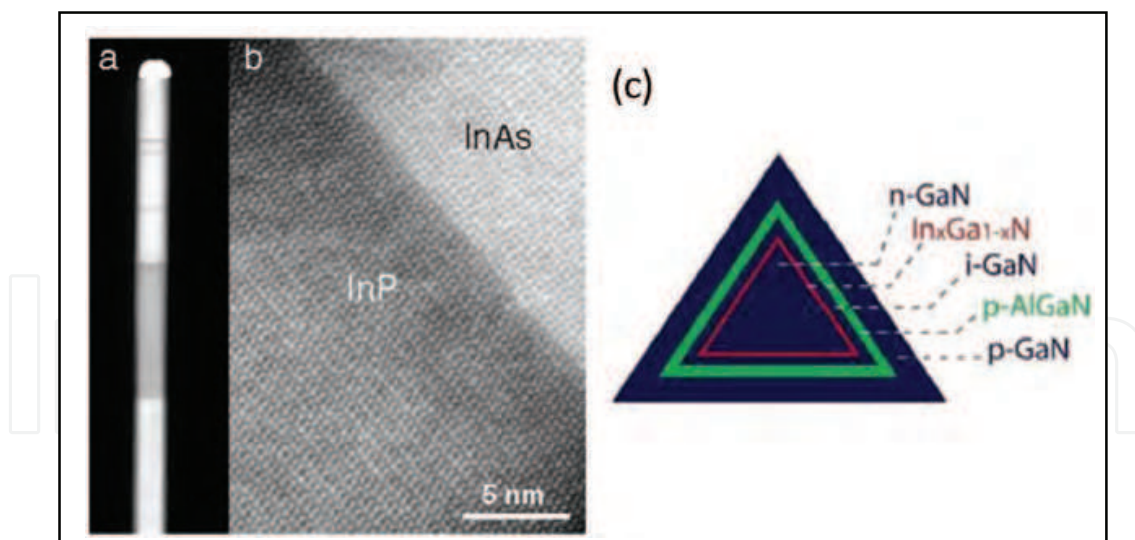 a
b
InAs
InP
5 nm
(c)
n-GaN
InxGa1-xN
i-GaN
p-AlGaN
p-GaN